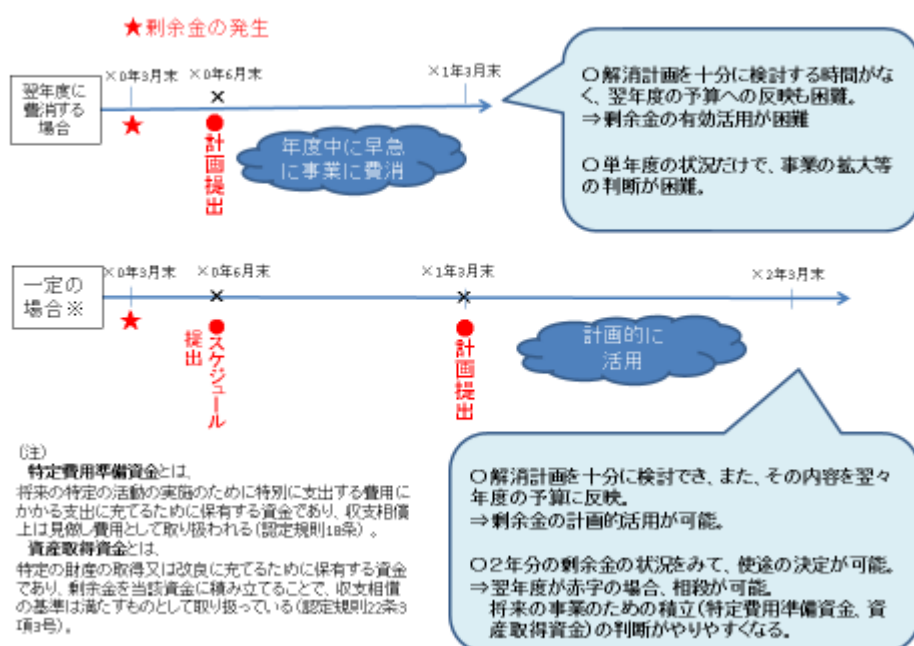 ★剰余金の発生
×0年3月末
×0年6月末
×1年3月末
翌年度に
費消する
場合
×
★
●計画提出
年度中に早急
に事業に費消
○解消計画を十分に検討する時間がな
く、翌年度の予算への反映も困難。
⇒剰余金の有効活用が困難
○単年度の状況だけで、事業の拡大等
の判断が困難。
×0年3月末
×0年6月末
×1年3月末
×2年3月末
一定の
場合※
×
×
★
●スケジュール
提出
●計画提出
計画的に
活用
(注)
特定費用準備資金とは、
将来の特定の活動の実施のために特別に支出する費用に
かかる支出に充てるために保有する資金であり、収支相償
上は見做し費用として取り扱われる(認定規則18条)。
資産取得資金とは、
特定の財産の取得又は改良に充てるために保有する資金
であり、剰余金を当該資金に積み立てることで、収支相償
の基準は満たすものとして取り扱っている(認定規則22条3
項3号)。
○解消計画を十分に検討でき、また、その内容を翌々
年度の予算に反映。
⇒剰余金の計画的活用が可能。
○2年分の剰余金の状況をみて、使途の決定が可能。
⇒翌年度が赤字の場合、相殺が可能。
将来の事業のための積立(特定費用準備資金、資
産取得資金)の判断がやりやすくなる。